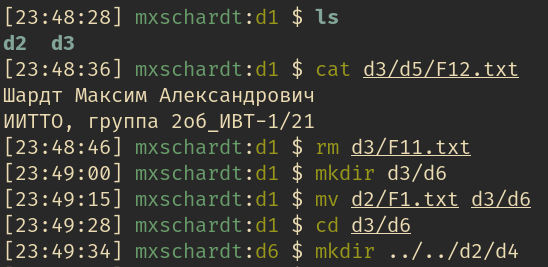 [23:48:28] mxschardt:d1 $ ls
d2  d3
[23:48:36] mxschardt:d1 $ cat d3/d5/F12.txt
Шардт Максим Александрович
ИИТТО, группа 2об_ИВТ-1/21
[23:48:46] mxschardt:d1 $ rm d3/F11.txt
[23:49:00] mxschardt:d1 $ mkdir d3/d6
[23:49:15] mxschardt:d1 $ mv d2/F1.txt d3/d6
[23:49:28] mxschardt:d1 $ cd d3/d6
[23:49:34] mxschardt:d6 $ mkdir ../../d2/d4